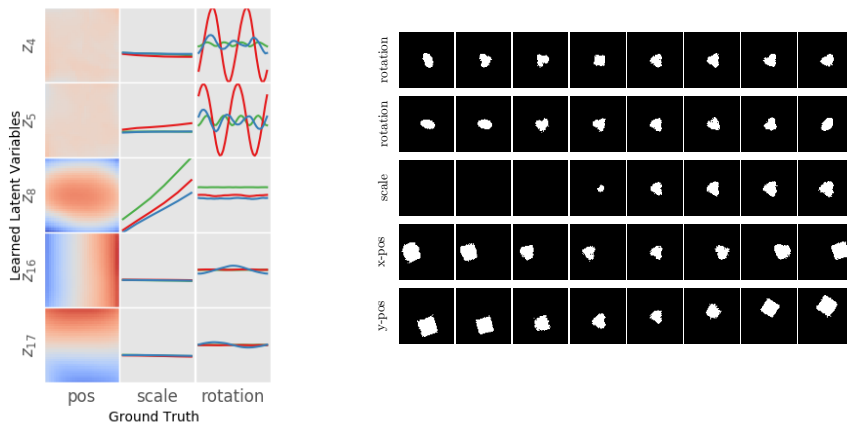 Learned Latent Variables
Z4
Z5
Z8
Z16
Z17
pos scale rotation
Ground Truth
rotation
rotation
scale
x-pos
y-pos